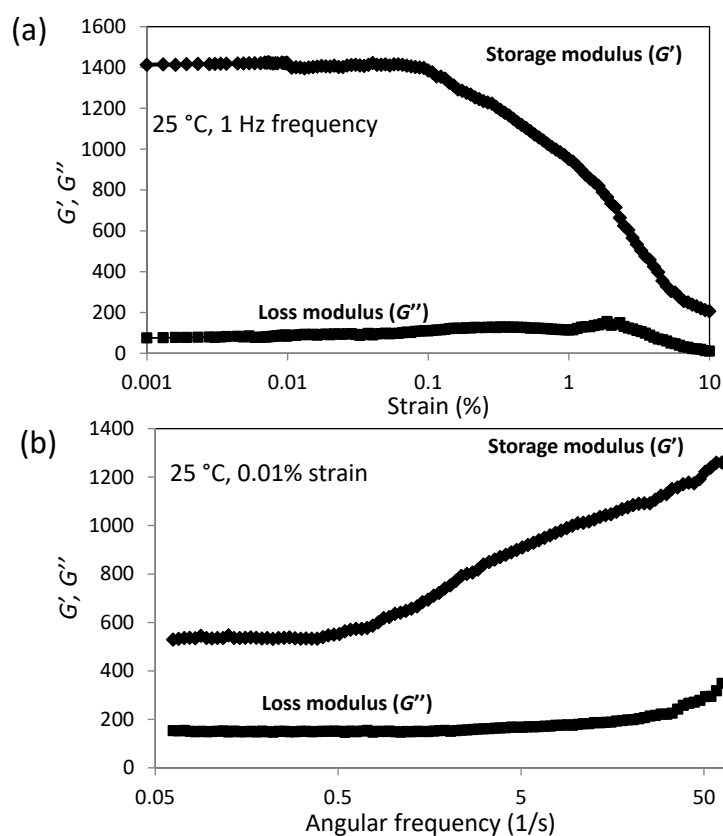 (a)
1600
Storage modulus (G')
1400
1200
25 °C, 1 Hz frequency
1000
G', G''
800
600
400
Loss modulus (G'')
200
0
0.001 0.01 0.1 1 10
Strain (%)
(b)
1400
Storage modulus (G')
25 °C, 0.01% strain
1200
1000
G', G''
800
600
400
Loss modulus (G'')
200
0
0.05 0.5 5 50
Angular frequency (1/s)